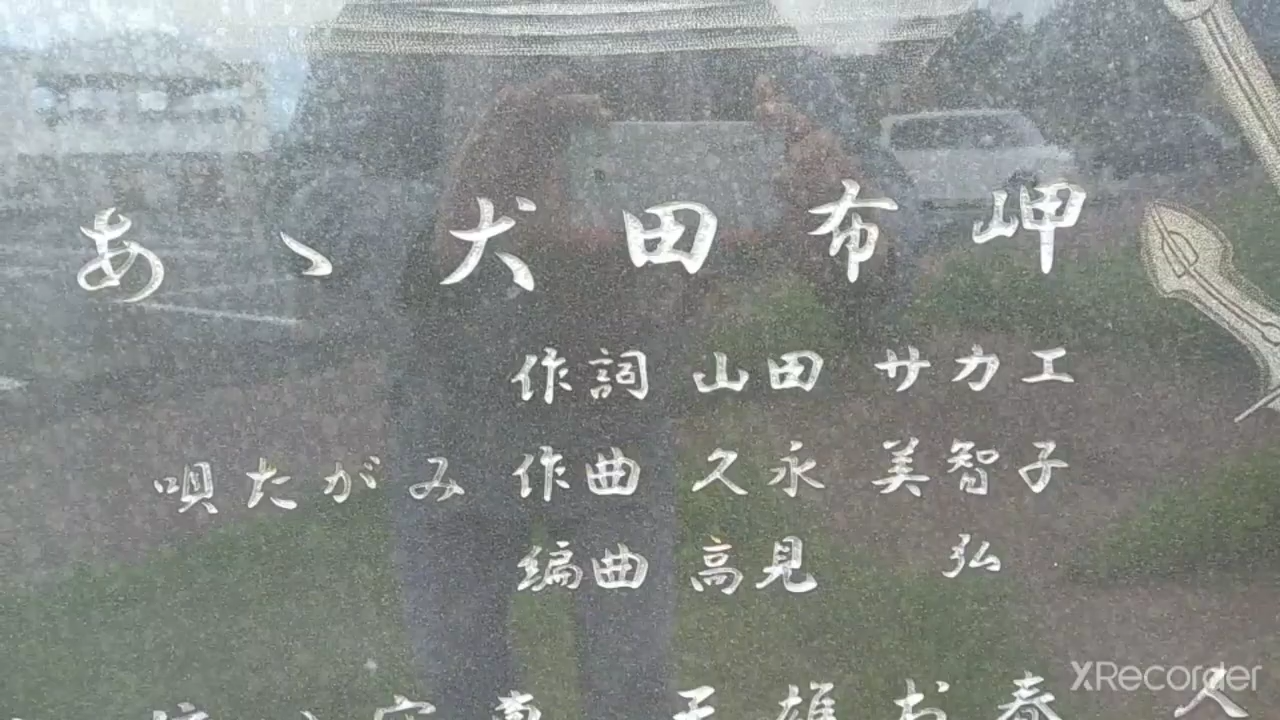 あゝ犬田布岬
作詞 山田 サカエ
唄たがみ 作曲 久永 美智子
編曲 高見 弘
XRecorder